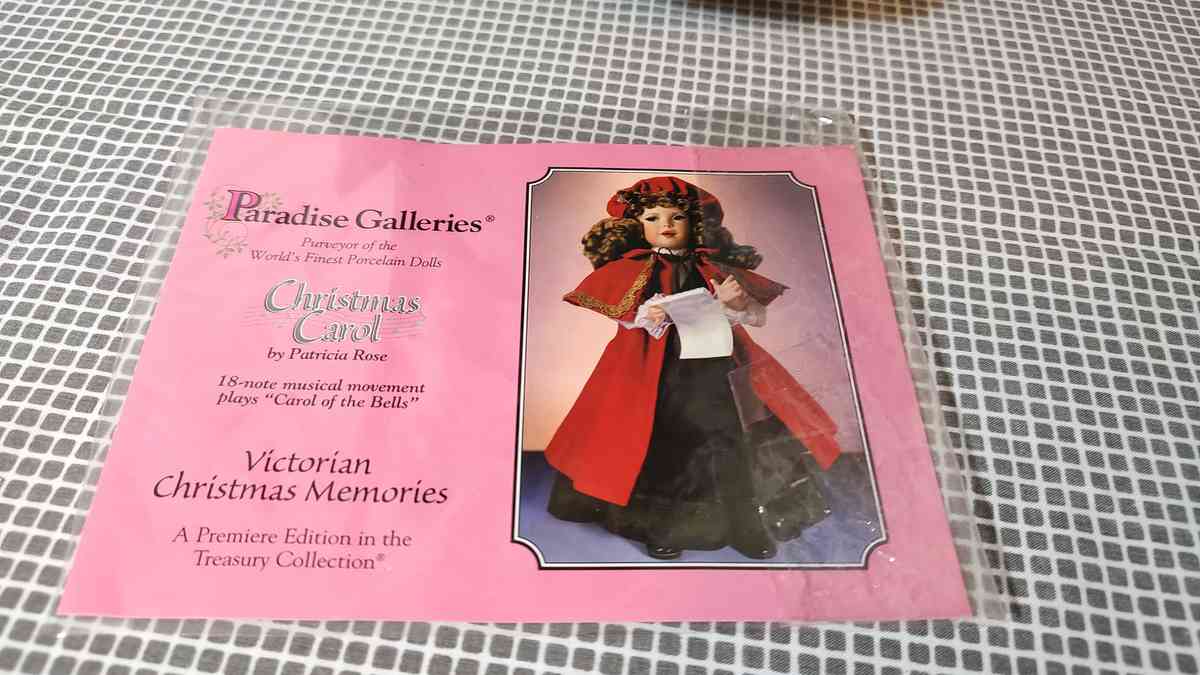 Paradise Galleries®
Purveyor of the
World's Finest Porcelain Dolls
Christmas
Carol
by Patricia Rose
18-note musical movement
plays "Carol of the Bells"
Victorian
Christmas Memories
A Premiere Edition in the
Treasury Collection®